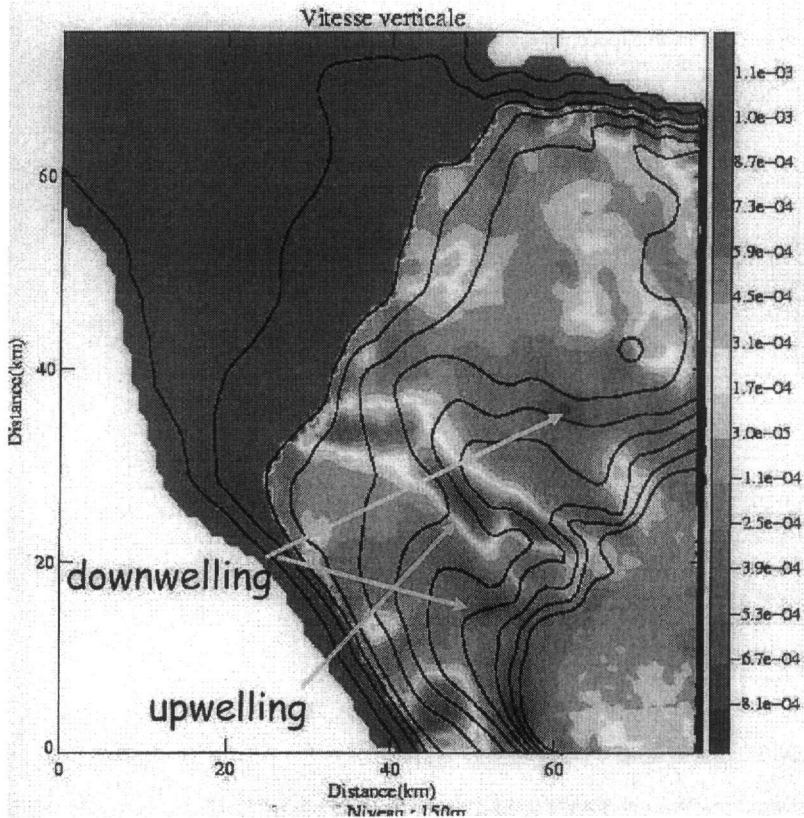 Vitesse verticale
1.1e-03
1.0e-03
8.7e-04
7.3e-04
5.9e-04
4.5e-04
3.1e-04
1.7e-04
3.0e-05
-1.1e-04
-2.5e-04
-3.9e-04
-5.3e-04
-6.7e-04
-8.1e-04
60
40
20
0
Distance(km)
downwelling
upwelling
0
20
40
60
Distance(km)
Niveau : 150m